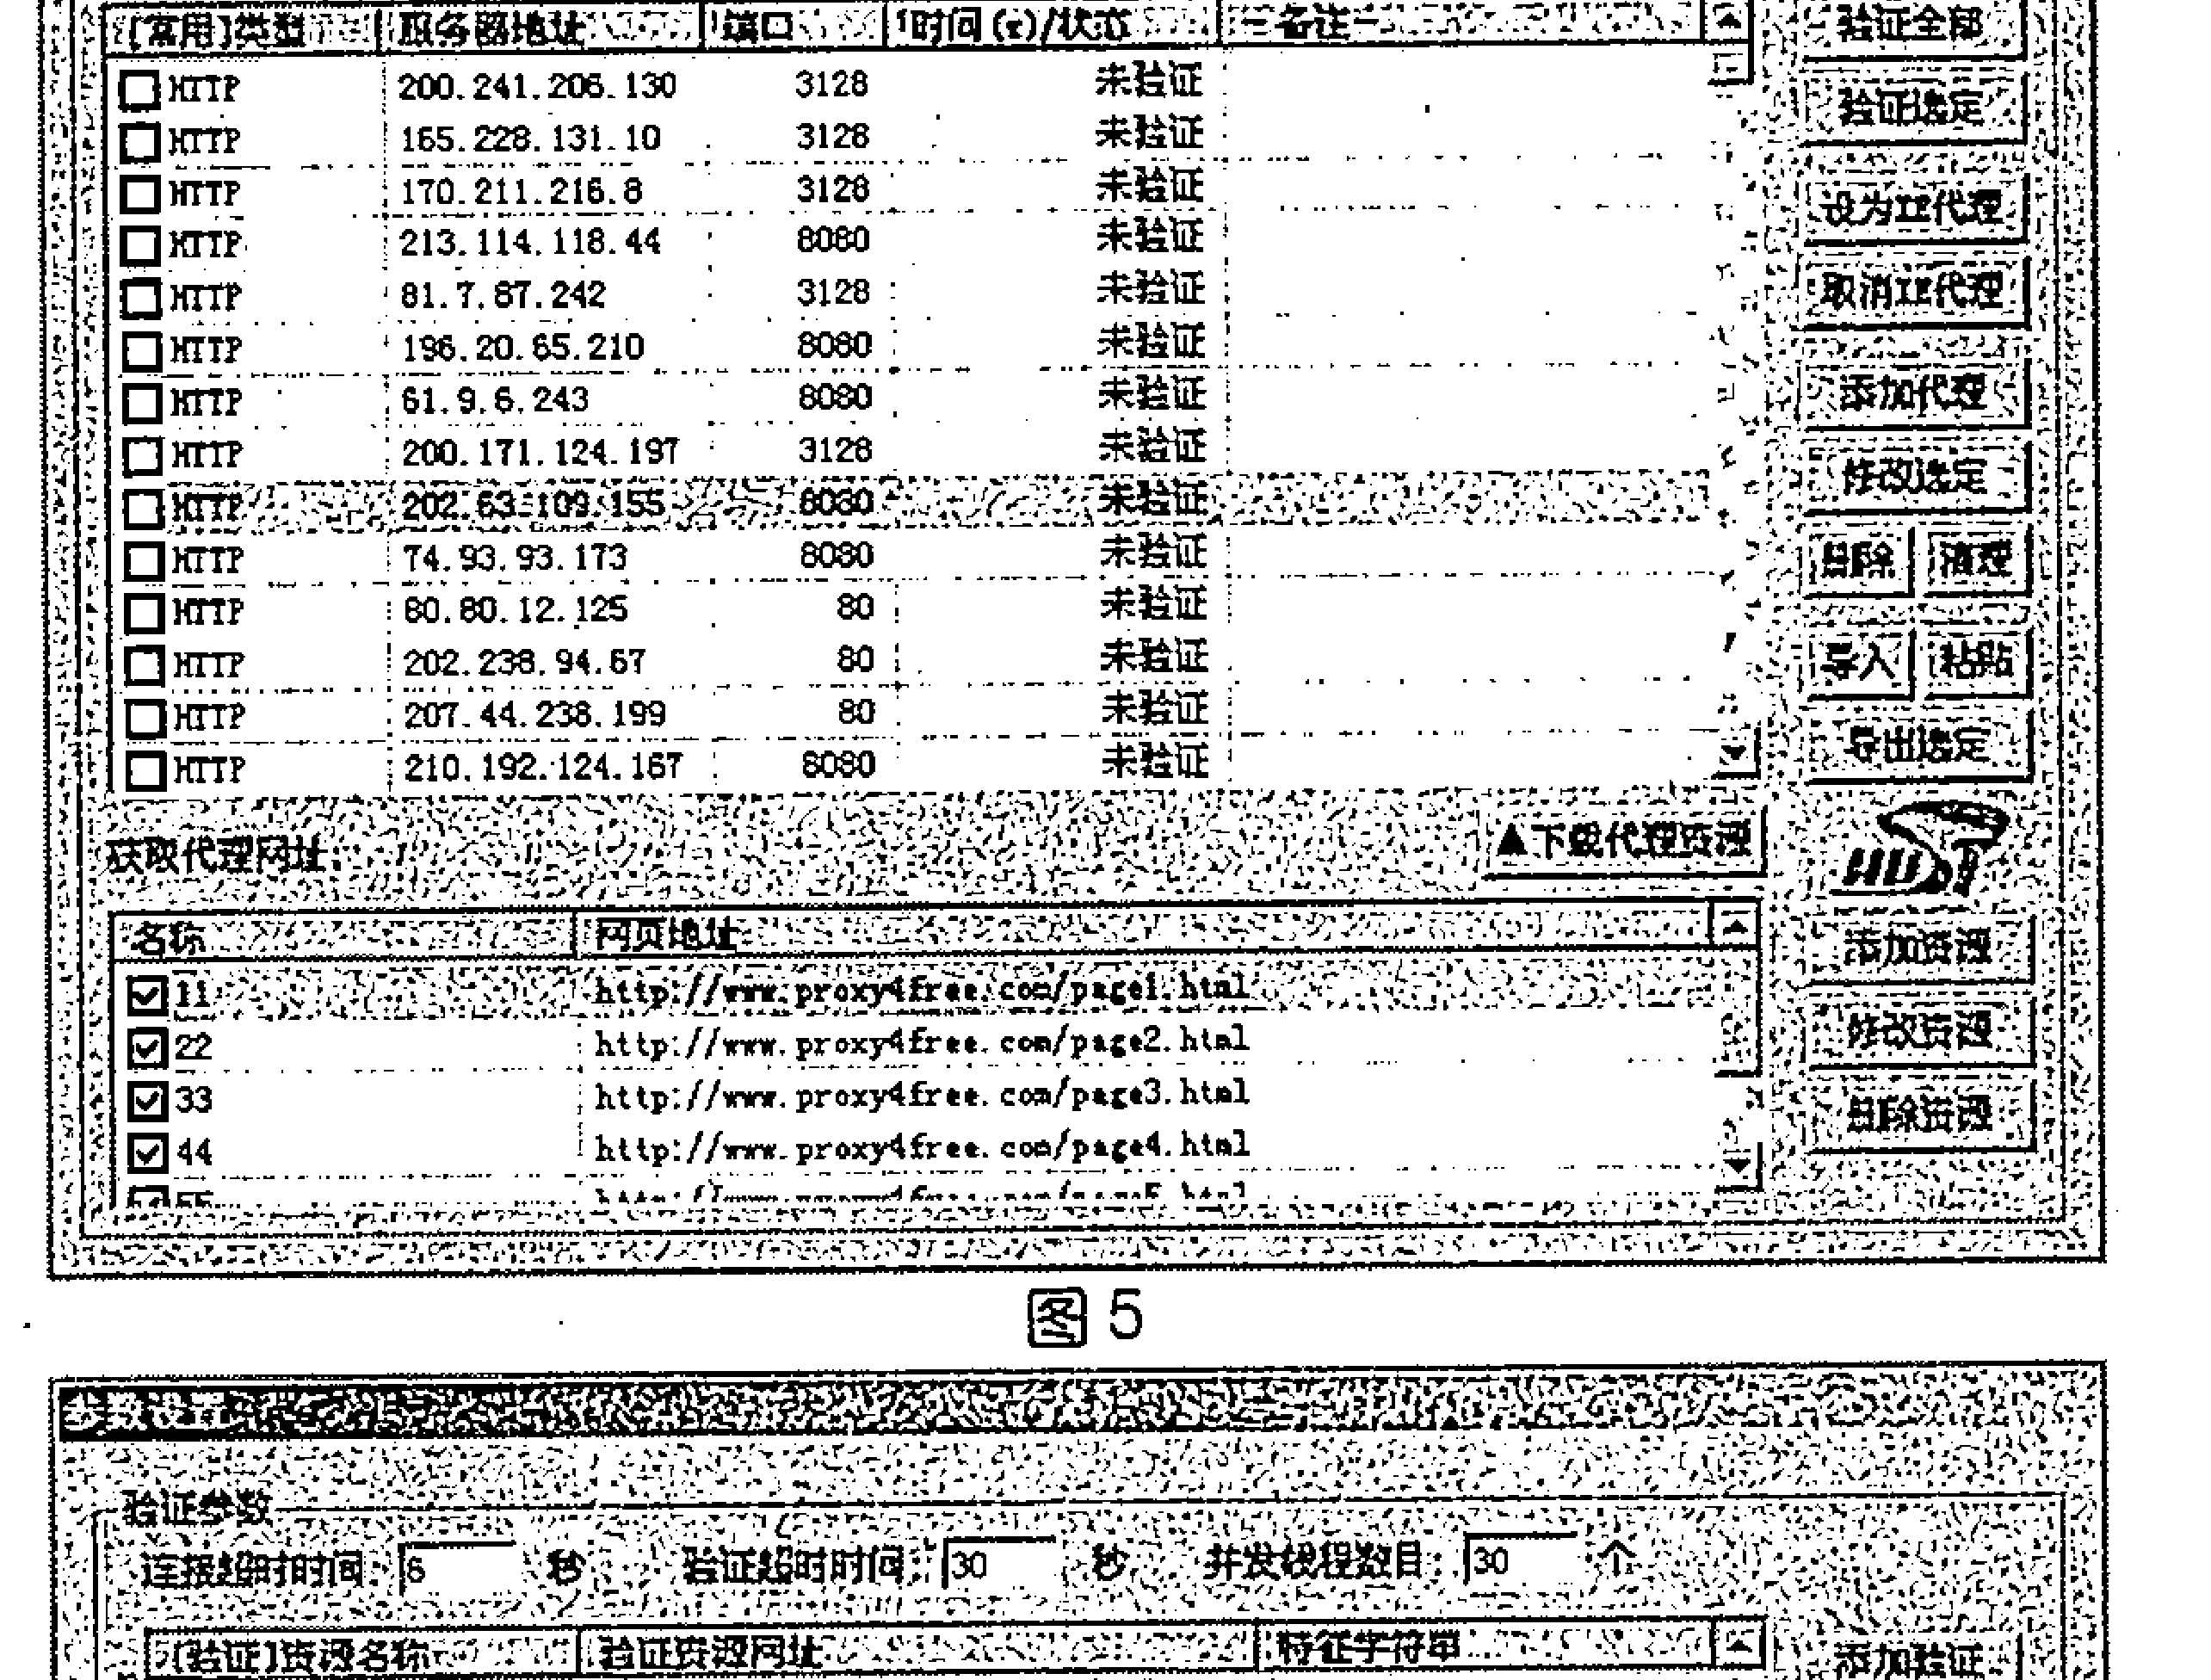 [常用]类型 服务器地址 端口 时间(s)/状态 名注 验证全部
HTTP 200.241.206.130 3128 未验证
HTTP 165.228.131.10 3128 未验证 验证选定
HTTP 170.211.216.8 3128 未验证 设为IE代理
HTTP 213.114.118.44 8080 未验证
HTTP 81.7.87.242 3128 未验证 取消IE代理
HTTP 196.20.65.210 8080 未验证
HTTP 61.9.6.243 8080 未验证 添加代理
HTTP 200.171.124.197 3128 未验证 修改选定
HTTP 202.63.109.155 8080 未验证
HTTP 74.93.93.173 8080 未验证 删除 清理
HTTP 80.80.12.125 80 未验证
HTTP 202.238.94.67 80 未验证 导入 粘贴
HTTP 207.44.238.199 80 未验证 导出选定
HTTP 210.192.124.167 8080 未验证
获取代理网址: ▲下载代理资源
名称 网页地址 添加资源
11 http://www.proxy4free.com/page1.html
22 http://www.proxy4free.com/page2.html 修改资源
33 http://www.proxy4free.com/page3.html 删除资源
44 http://www.proxy4free.com/page4.html
55 http://www.proxy4free.com/page5.html
图 5
参数设置
验证参数
连接超时时间: 6 秒 验证超时时间: 30 秒 并发线程数目: 30 个
[验证]资源名称 验证资源网址 特征字符串 添加验证